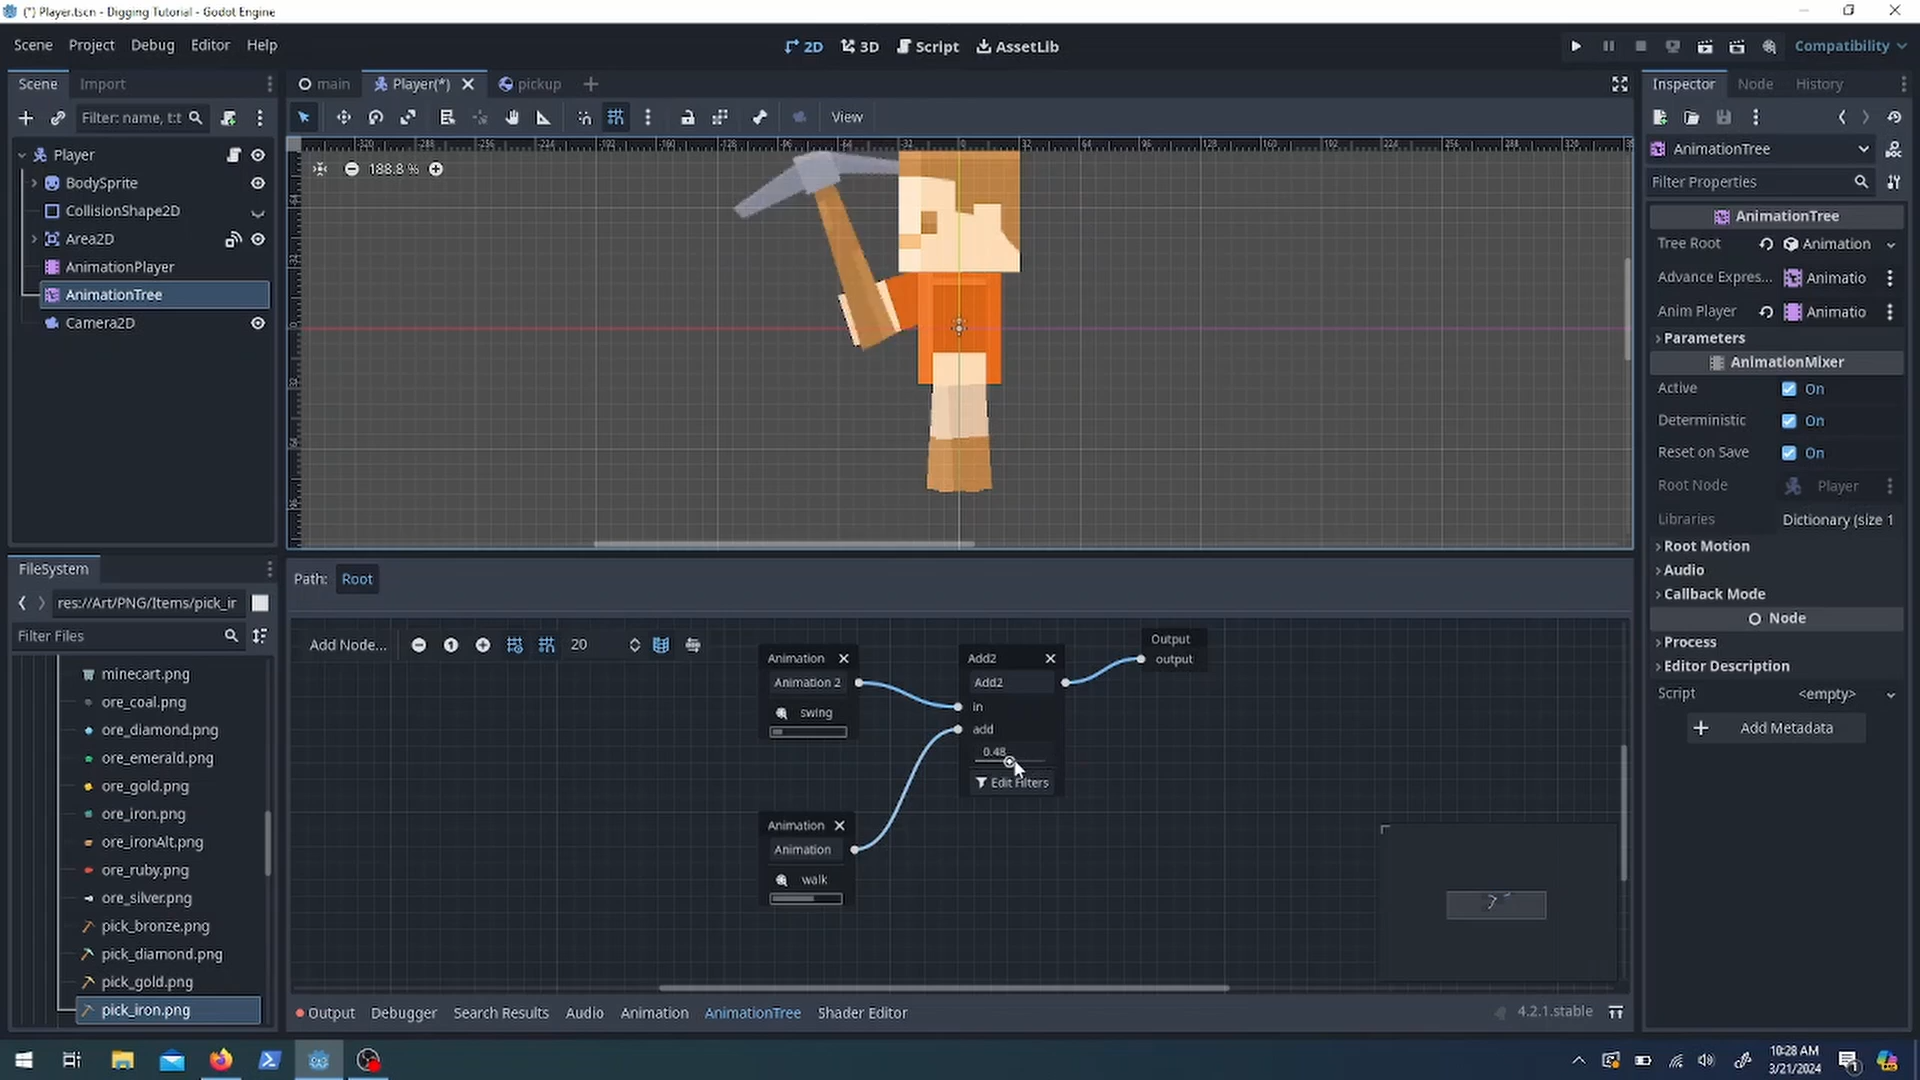 (*) Player.tscn - Digging Tutorial - Godot Engine
Scene Project Debug Editor Help
2D 3D Script AssetLib
Compatibility
Scene Import
main Player(*) pickup
Inspector Node History
Filter: name, t:t
View
188.8 %
Player
BodySprite
CollisionShape2D
Area2D
AnimationPlayer
AnimationTree
Camera2D
AnimationTree
Filter Properties
AnimationTree
Tree Root Animation
Advance Expres... Animatio
Anim Player Animatio
Parameters
AnimationMixer
Active On
Deterministic On
Reset on Save On
Root Node Player
Libraries Dictionary (size 1
Root Motion
Audio
Callback Mode
Node
Process
Editor Description
Script <empty>
Add Metadata
FileSystem
res://Art/PNG/Items/pick_ir
Filter Files
minecart.png
ore_coal.png
ore_diamond.png
ore_emerald.png
ore_gold.png
ore_iron.png
ore_ironAlt.png
ore_ruby.png
ore_silver.png
pick_bronze.png
pick_diamond.png
pick_gold.png
pick_iron.png
Path: Root
Add Node... 20
Animation
Animation 2
swing
Add2
Add2
in
add
0.48
Edit Filters
Output
output
Animation
Animation
walk
Output Debugger Search Results Audio Animation AnimationTree Shader Editor
4.2.1.stable
10:28 AM
3/21/2024